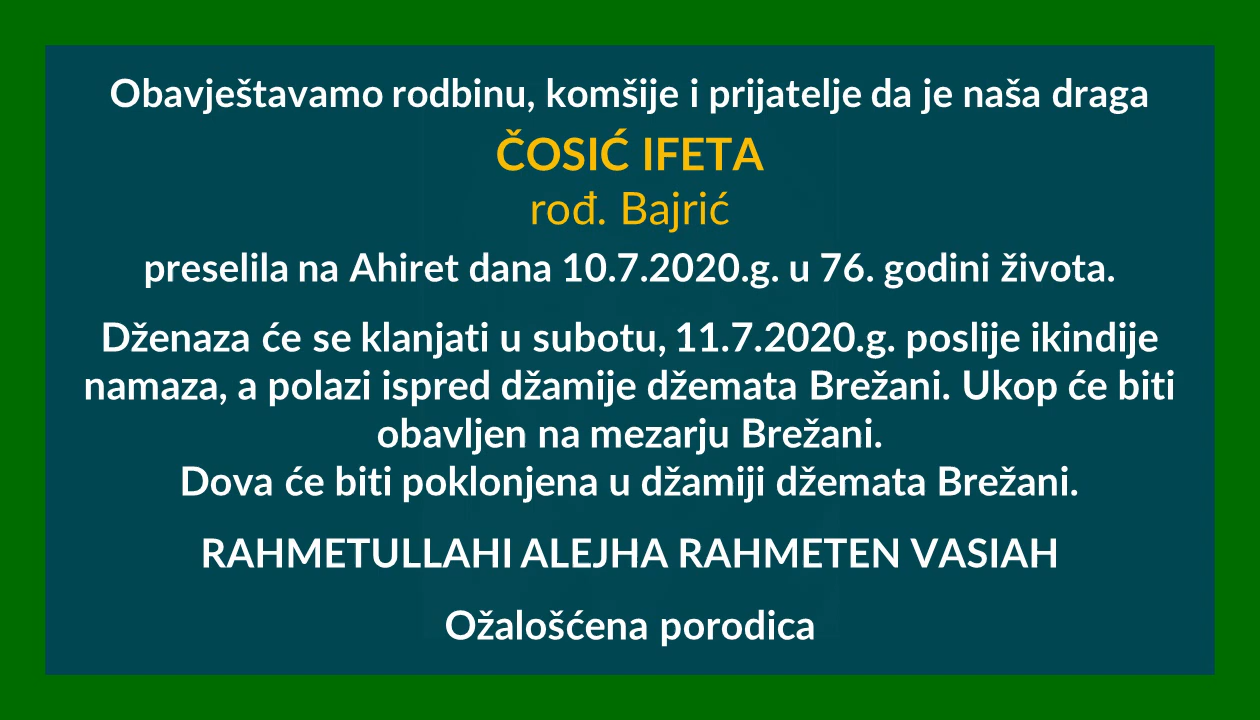 Obavještavamo rodbinu, komšije i prijatelje da je naša draga
ČOSIĆ IFETA
rođ. Bajrić
preselila na Ahiret dana 10.7.2020.g. u 76. godini života.
Dženaza će se klanjati u subotu, 11.7.2020.g. poslije ikindije
namaza, a polazi ispred džamije džemata Brežani. Ukop će biti
obavljen na mezarju Brežani.
Dova će biti poklonjena u džamiji džemata Brežani.
RAHMETULLAHI ALEJHA RAHMETEN VASIAH
Ožalošćena porodica